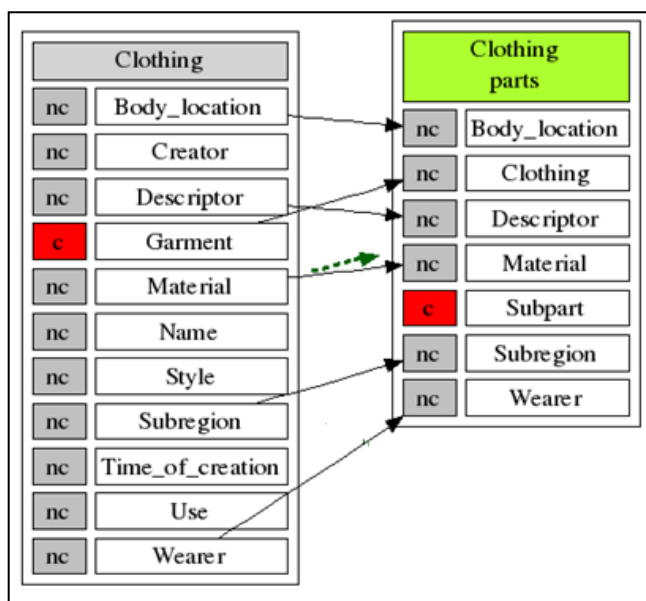 Clothing
nc Body_location
nc Creator
nc Descriptor
c Garment
nc Material
nc Name
nc Style
nc Subregion
nc Time_of_creation
nc Use
nc Wearer
Clothing
parts
nc Body_location
nc Clothing
nc Descriptor
nc Material
c Subpart
nc Subregion
nc Wearer